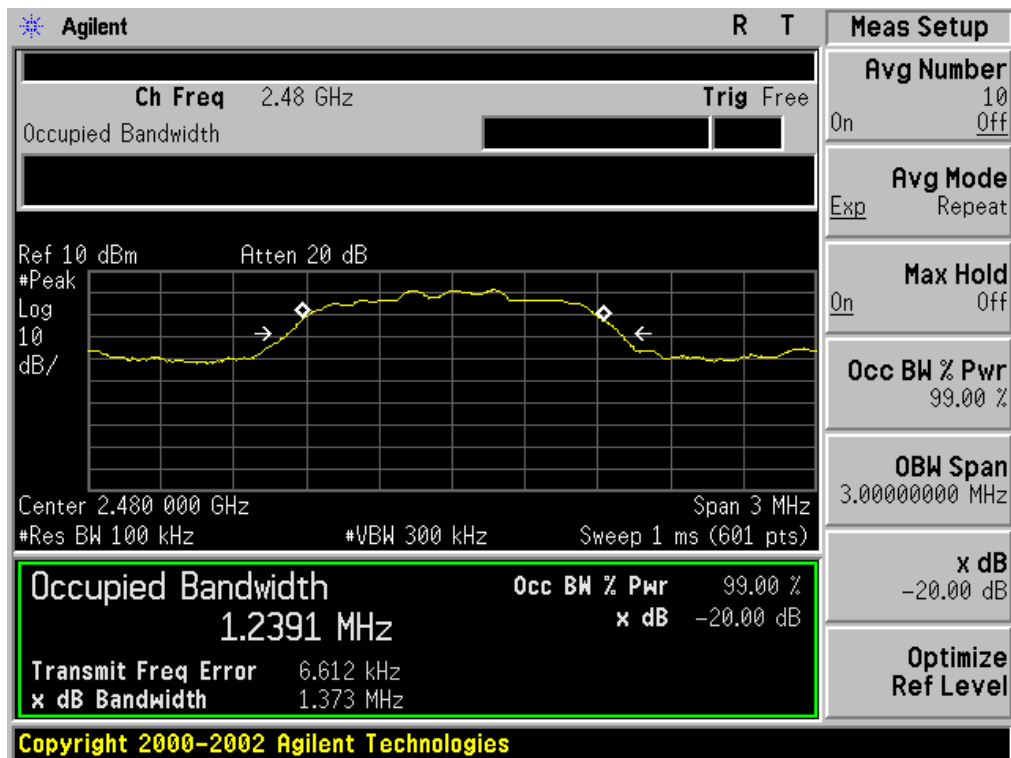 Agilent R T
Ch Freq 2.48 GHz Trig Free
Occupied Bandwidth
Ref 10 dBm Atten 20 dB
#Peak
Log
10
dB/
Center 2.480 000 GHz Span 3 MHz
#Res BW 100 kHz #VBW 300 kHz Sweep 1 ms (601 pts)
Occupied Bandwidth Occ BW % Pwr 99.00 %
1.2391 MHz x dB -20.00 dB
Transmit Freq Error 6.612 kHz
x dB Bandwidth 1.373 MHz
Copyright 2000-2002 Agilent Technologies
Meas Setup
Avg Number
10
On Off
Avg Mode
Exp Repeat
Max Hold
On Off
Occ BW % Pwr
99.00 %
OBW Span
3.00000000 MHz
x dB
-20.00 dB
Optimize
Ref Level